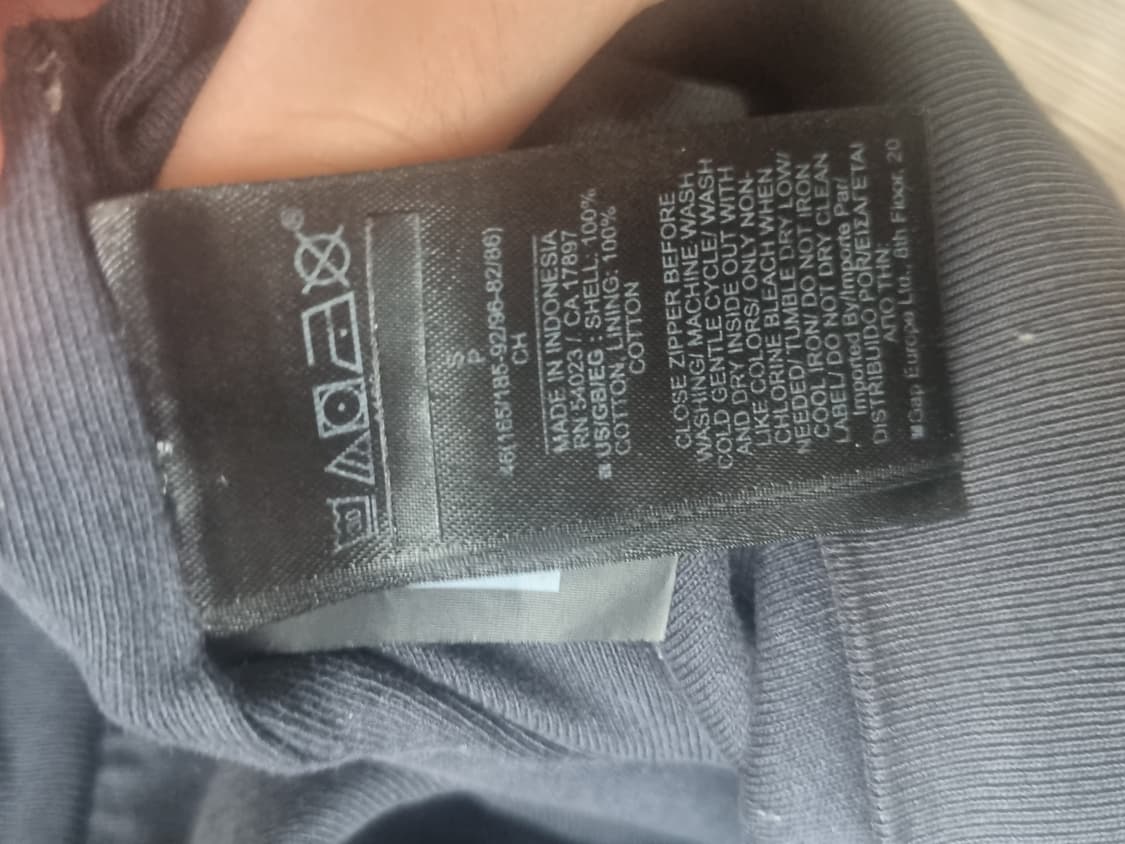 S
P
46(165/185-92/96-82/86)
CH
MADE IN INDONESIA
RN 54023 / CA 17897
US/GB/EG : SHELL: 100%
COTTON. LINING: 100%
COTTON
CLOSE ZIPPER BEFORE
WASHING/ MACHINE WASH
COLD GENTLE CYCLE/ WASH
AND DRY INSIDE OUT WITH
LIKE COLORS/ ONLY NON-
CHLORINE BLEACH WHEN
NEEDED/ TUMBLE DRY LOW/
COOL IRON/ DO NOT IRON
LABEL/ DO NOT DRY CLEAN
Imported By/Importe Par/
DISTRIBUIDO POR/ΕΙΣΑΓΕΤΑΙ
ΑΠΟ ΤΗΝ:
Gap Europe Ltd., 8th Floor, 20